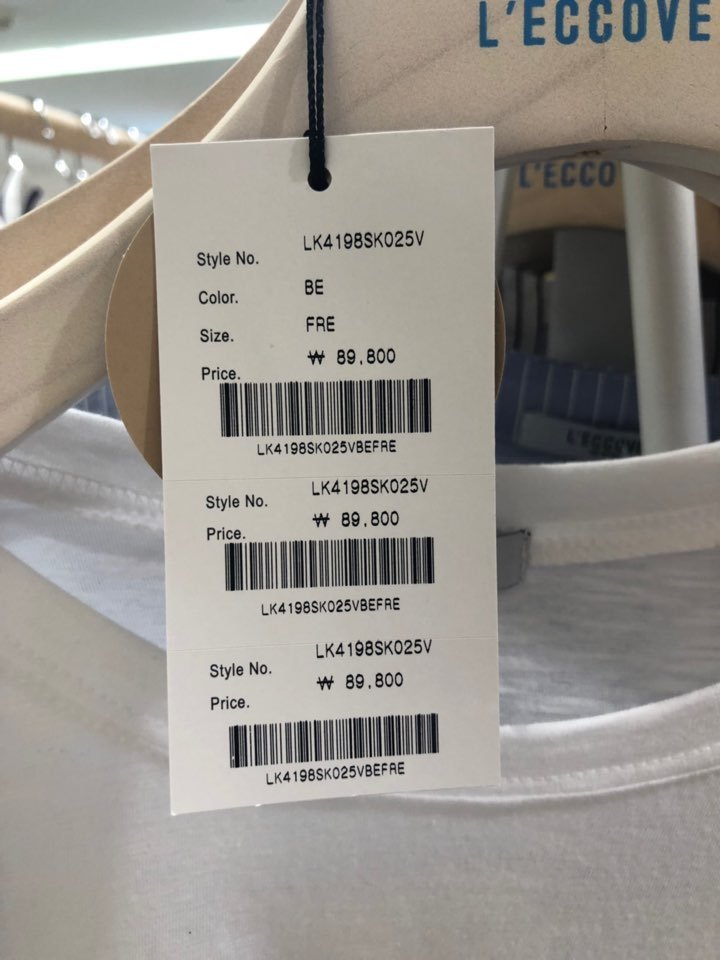 L'ECCOVE
L'ECCO
Style No. LK4198SK025V
Color. BE
Size. FRE
Price. ₩ 89,800
LK4198SK025VBEFRE
Style No. LK4198SK025V
Price. ₩ 89,800
LK4198SK025VBEFRE
Style No. LK4198SK025V
Price. ₩ 89,800
LK4198SK025VBEFRE